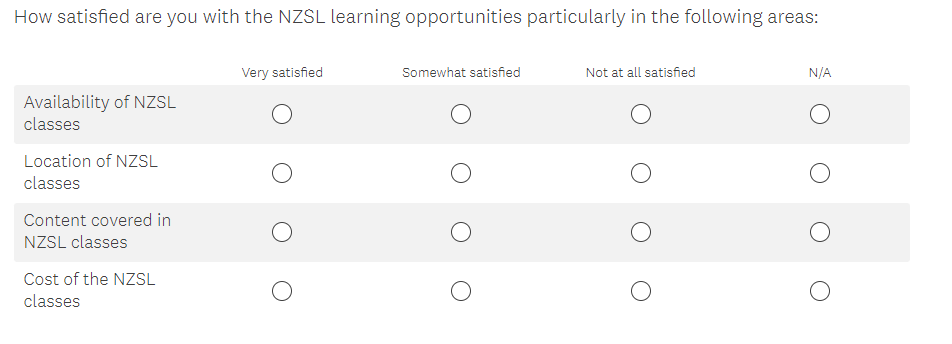 How satisfied are you with the NZSL learning opportunities particularly in the following areas:
Very satisfied Somewhat satisfied Not at all satisfied N/A
Availability of NZSL
classes
Location of NZSL
classes
Content covered in
NZSL classes
Cost of the NZSL
classes